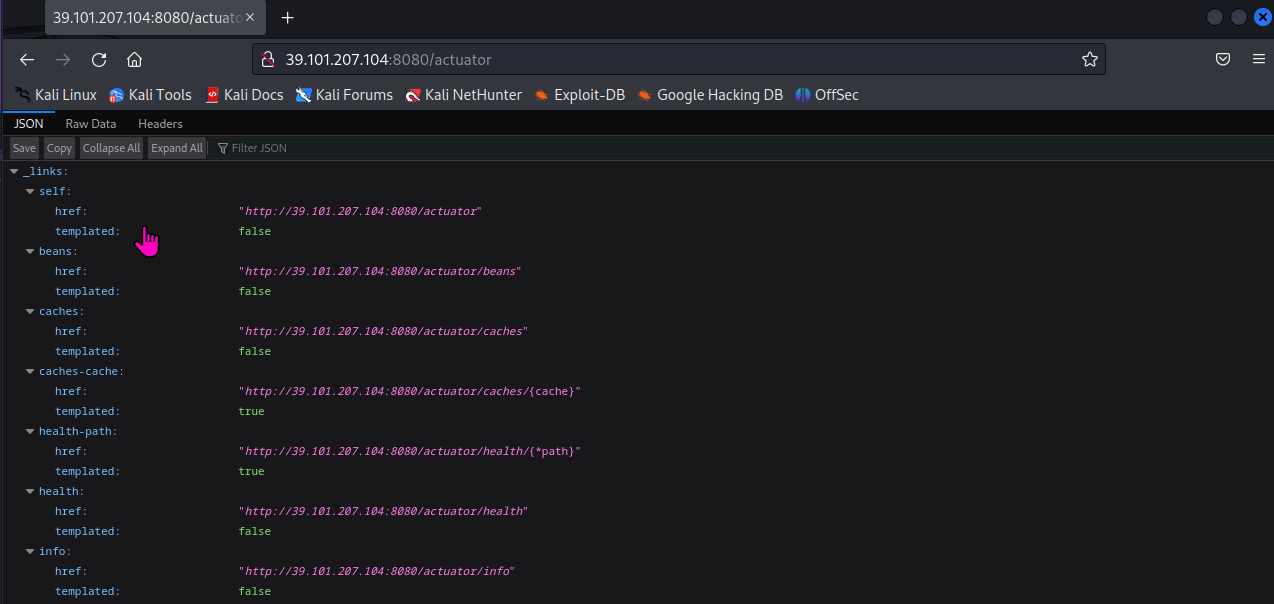 39.101.207.104:8080/actuato
39.101.207.104:8080/actuator
Kali Linux Kali Tools Kali Docs Kali Forums Kali NetHunter Exploit-DB Google Hacking DB OffSec
JSON Raw Data Headers
Save Copy Collapse All Expand All Filter JSON
_links:
self:
href: "http://39.101.207.104:8080/actuator"
templated: false
beans:
href: "http://39.101.207.104:8080/actuator/beans"
templated: false
caches:
href: "http://39.101.207.104:8080/actuator/caches"
templated: false
caches-cache:
href: "http://39.101.207.104:8080/actuator/caches/{cache}"
templated: true
health-path:
href: "http://39.101.207.104:8080/actuator/health/{*path}"
templated: true
health:
href: "http://39.101.207.104:8080/actuator/health"
templated: false
info:
href: "http://39.101.207.104:8080/actuator/info"
templated: false